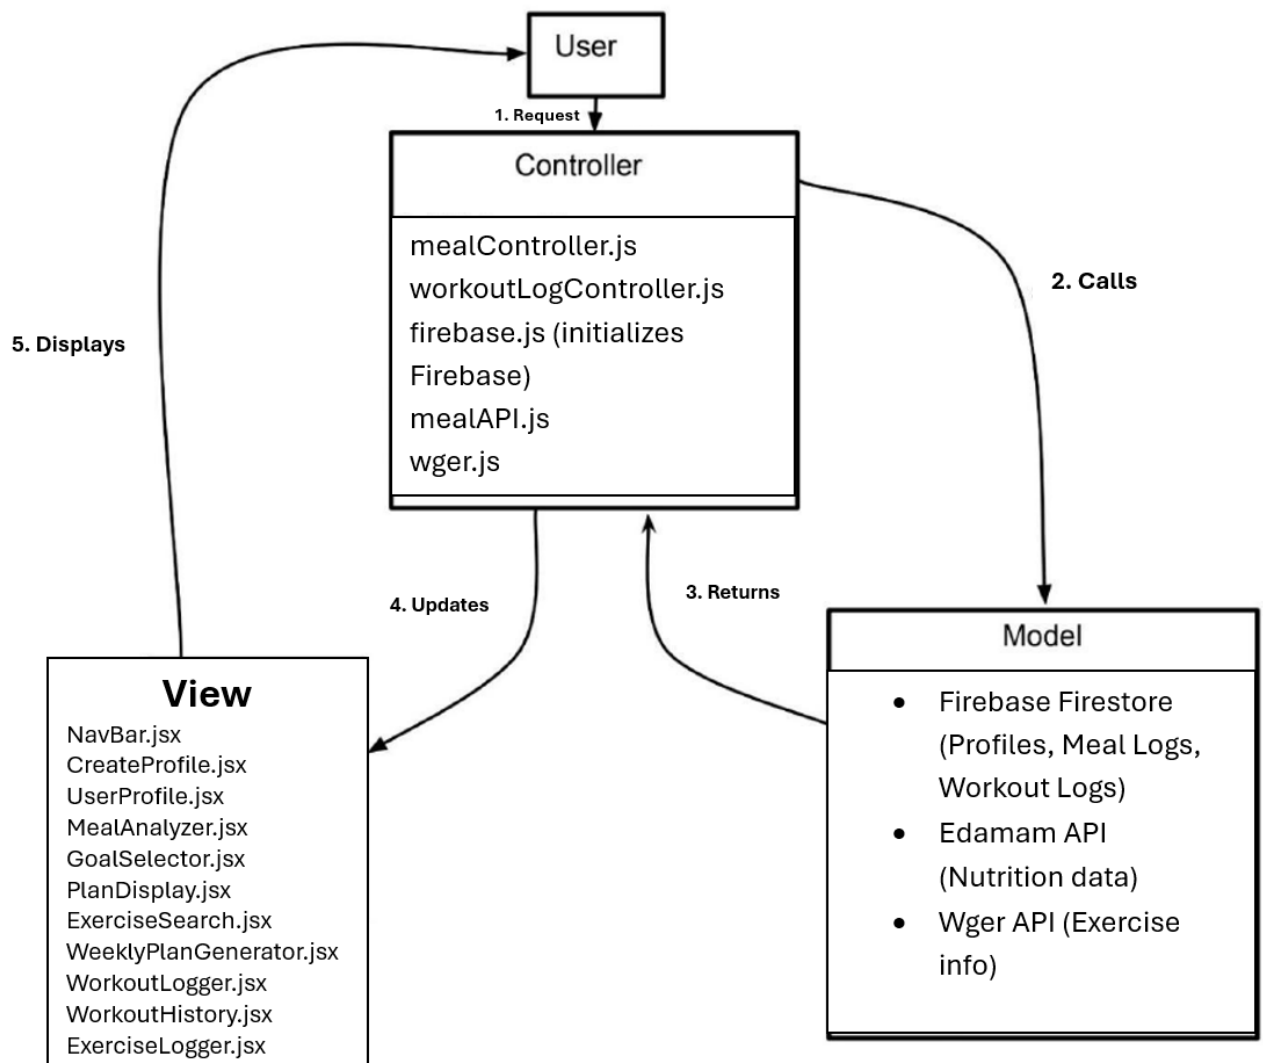 User
1. Request
Controller
mealController.js
workoutLogController.js
firebase.js (initializes
Firebase)
mealAPI.js
wger.js
2. Calls
5. Displays
4. Updates
3. Returns
View
NavBar.jsx
CreateProfile.jsx
UserProfile.jsx
MealAnalyzer.jsx
GoalSelector.jsx
PlanDisplay.jsx
ExerciseSearch.jsx
WeeklyPlanGenerator.jsx
WorkoutLogger.jsx
WorkoutHistory.jsx
ExerciseLogger.jsx
Model
• Firebase Firestore
(Profiles, Meal Logs,
Workout Logs)
• Edamam API
(Nutrition data)
• Wger API (Exercise
info)